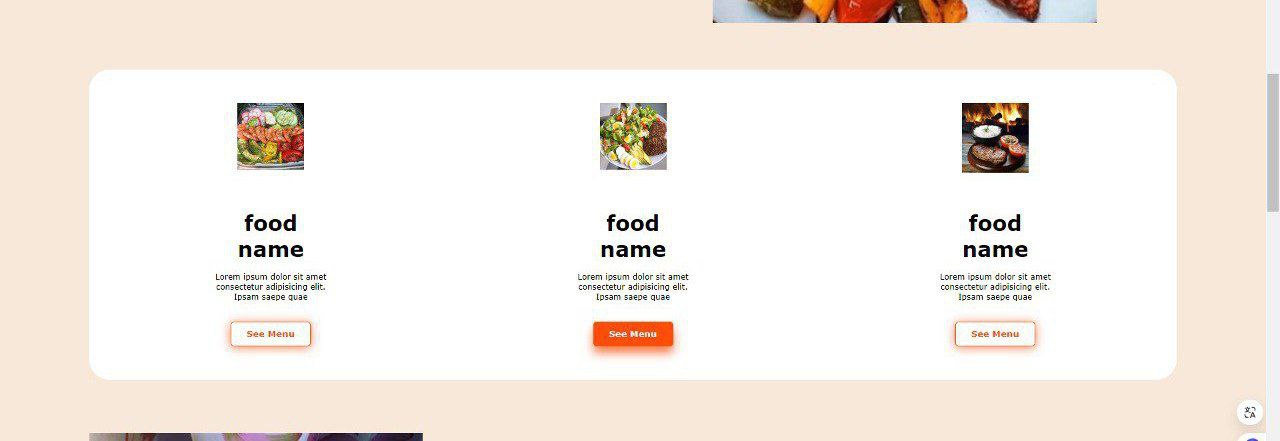 food
name
Lorem ipsum dolor sit amet
consectetur adipisicing elit.
Ipsam saepe quae
See Menu
food
name
Lorem ipsum dolor sit amet
consectetur adipisicing elit.
Ipsam saepe quae
See Menu
food
name
Lorem ipsum dolor sit amet
consectetur adipisicing elit.
Ipsam saepe quae
See Menu